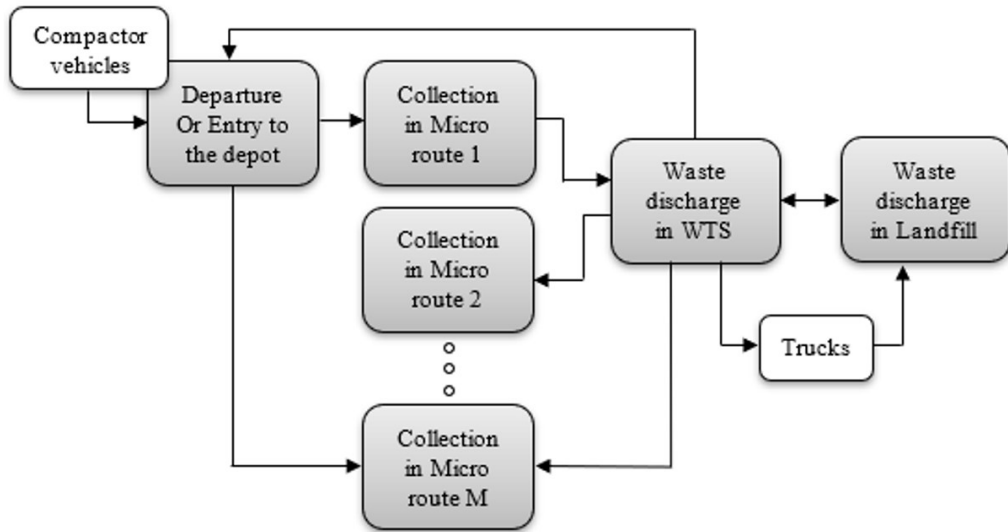 Compactor
vehicles
Departure
Or Entry to
the depot
Collection
in Micro
route 1
Waste
discharge
in WTS
Waste
discharge
in Landfill
Collection
in Micro
route 2
Trucks
Collection
in Micro
route M